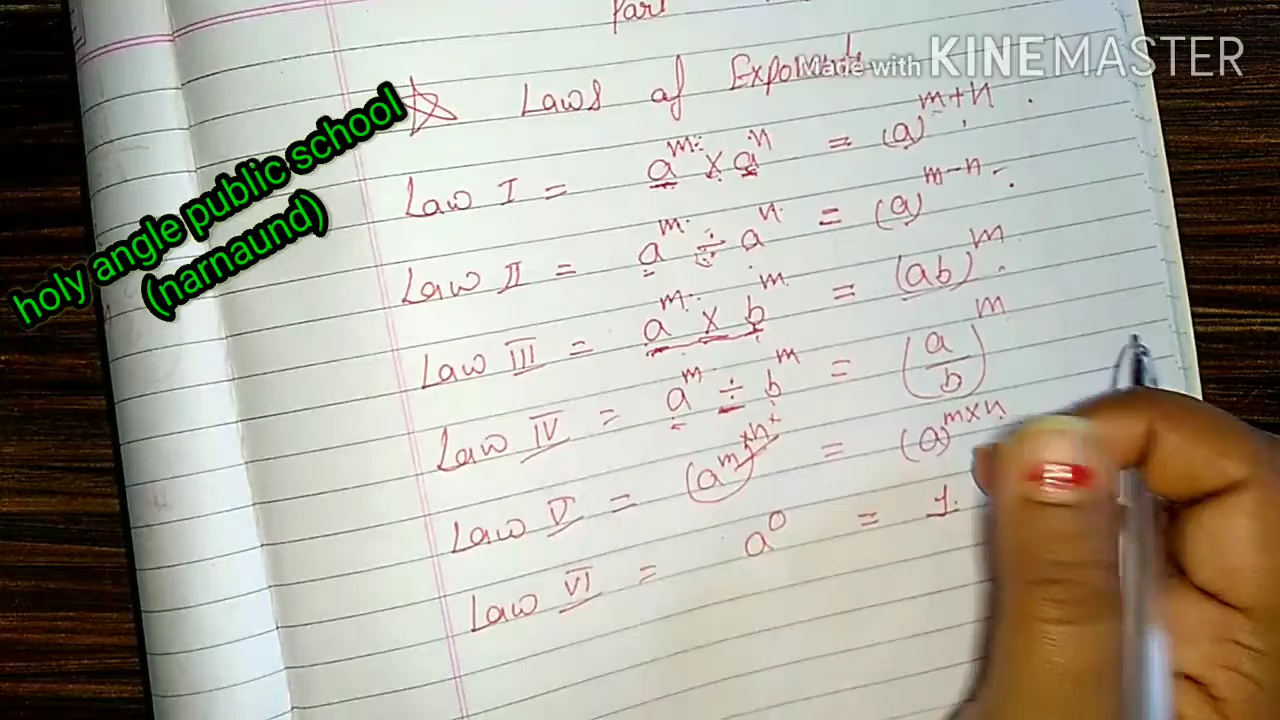 Part
Made with KINEMASTER
☆ Laws of Exponents
holy angle public school
(narnaund)
Law I = a^m × a^n = (a)^m+n.
Law II = a^m ÷ a^n = (a)^m-n.
Law III = a^m × b^m = (ab)^m.
Law IV = a^m ÷ b^m = (a/b)^m
Law V = (a^m)^×n = (a)^m×n
Law VI = a^0 = 1.